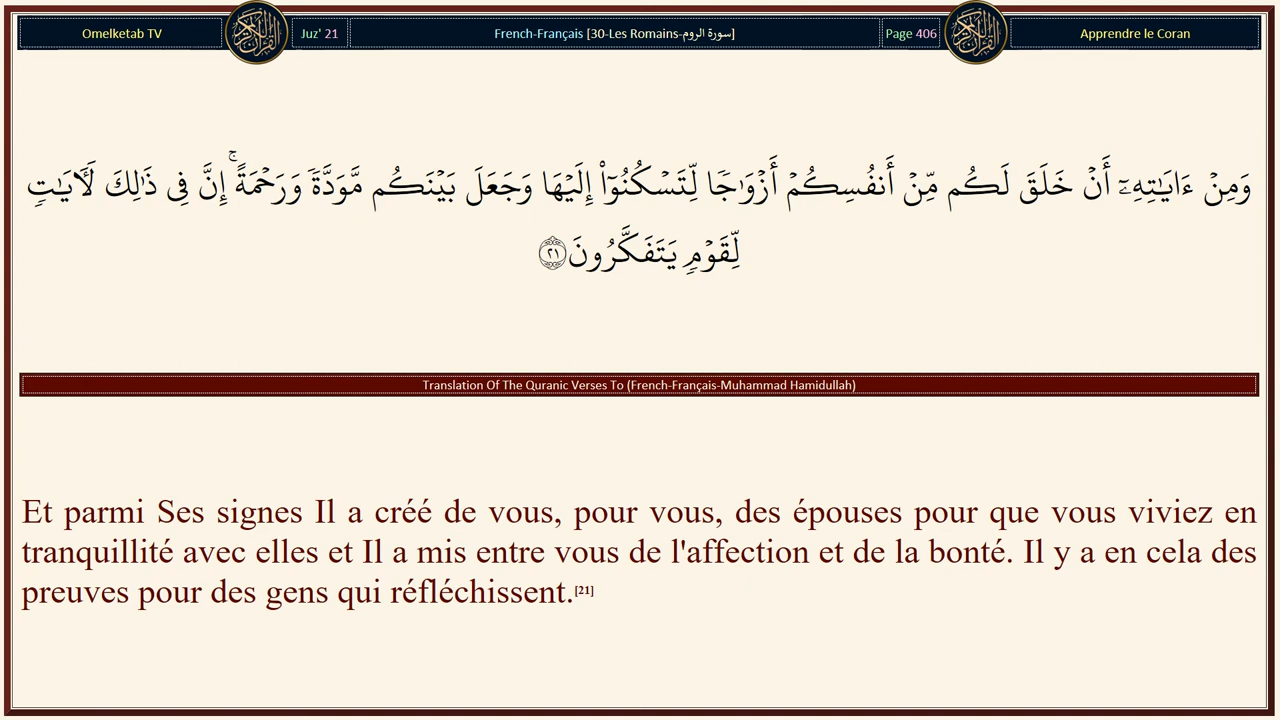 Omelketab TV
Juz' 21
French-Français [30-Les Romains-سورة الروم]
Page 406
Apprendre le Coran
وَمِنۡ ءَايَٰتِهِۦٓ أَنۡ خَلَقَ لَكُم مِّنۡ أَنفُسِكُمۡ أَزۡوَٰجٗا لِّتَسۡكُنُوٓاْ إِلَيۡهَا وَجَعَلَ بَيۡنَكُم مَّوَدَّةٗ وَرَحۡمَةًۚ إِنَّ فِي ذَٰلِكَ لَأٓيَٰتٖ
لِّقَوۡمٖ يَتَفَكَّرُونَ ٢١
Translation Of The Quranic Verses To (French-Français-Muhammad Hamidullah)
Et parmi Ses signes Il a créé de vous, pour vous, des épouses pour que vous viviez en
tranquillité avec elles et Il a mis entre vous de l'affection et de la bonté. Il y a en cela des
preuves pour des gens qui réfléchissent.[21]